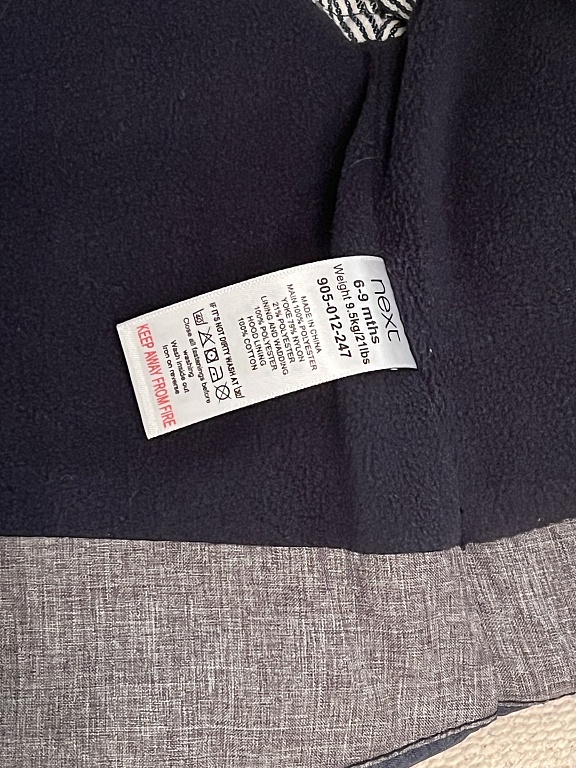 next
6-9 mths
Weight 9.5kg/21lbs
905-012-247
MADE IN CHINA
MAIN 100% POLYESTER
YOKE 79% NYLON
21% POLYESTER
LINING AND WADDING
100% POLYESTER
HOOD LINING
100% COTTON
IF IT'S NOT DIRTY WASH AT 30
30
Close all fastenings before
washing
Wash inside out
Iron on reverse
KEEP AWAY FROM FIRE